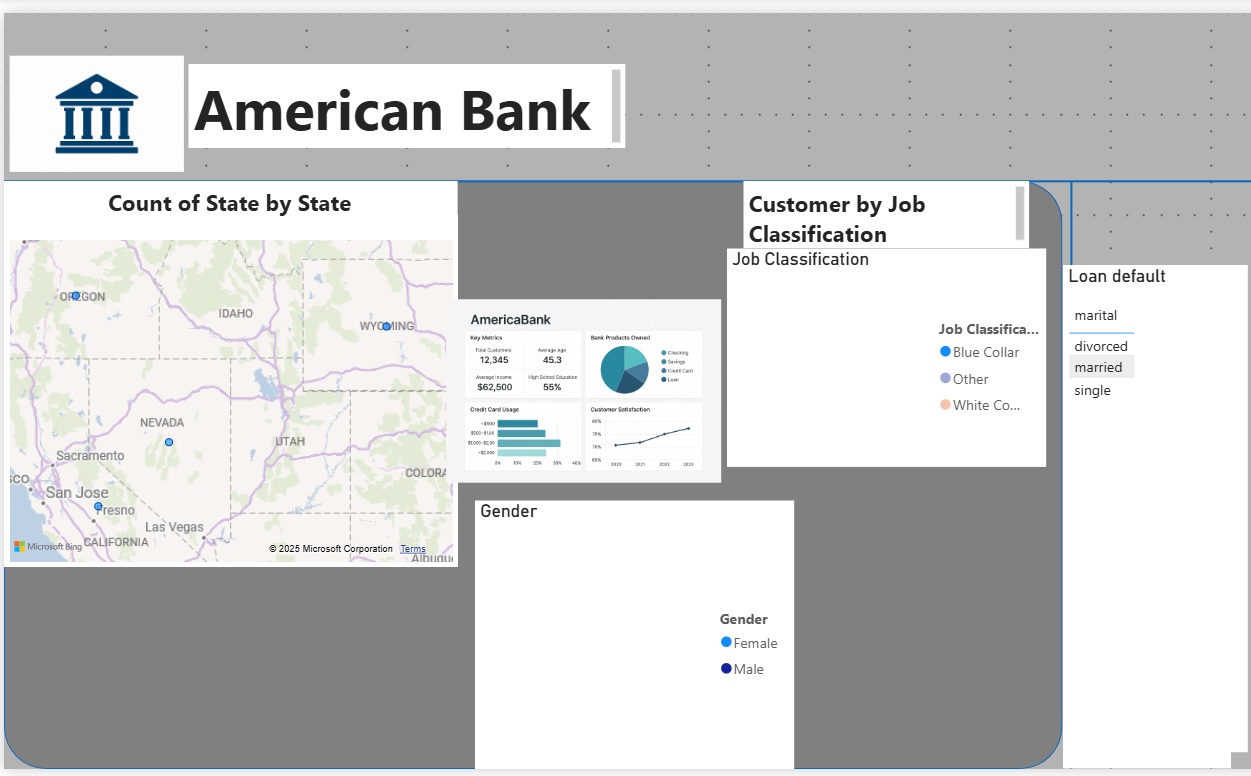 American Bank
Count of State by State
OREGON
IDAHO
WYOMING
NEVADA
UTAH
Sacramento
COLORA
SCO
San Jose
Fresno
Las Vegas
CALIFORNIA
Albuqu
Microsoft Bing
© 2025 Microsoft Corporation Terms
AmericaBank
Key Metrics
Total Customers
12,345
Average Age
45.3
Average Income
$62,500
High School Education
55%
Bank Products Owned
Checking
Savings
Credit Card
Loan
Credit Card Usage
<$500
$1,000-$2,00
>$2,000
0% 10% 20% 30% 40%
Customer Satisfaction
80%
75%
70%
65%
2020 2021 2022 2023
Customer by Job
Classification
Job Classification
Job Classifica...
Blue Collar
Other
White Co...
Loan default
marital
divorced
married
single
Gender
Gender
Female
Male